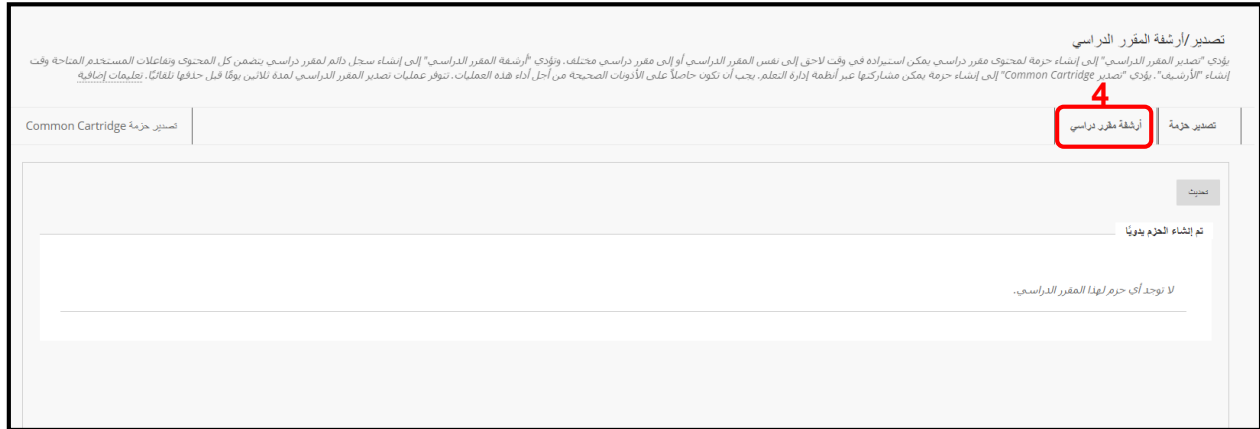 تصدير/أرشفة المقرر الدراسي
يؤدي "تصدير المقرر الدراسي" إلى إنشاء حزمة لمحتوى مقرر دراسي يمكن استيراده في وقت لاحق إلى نفس المقرر الدراسي أو إلى مقرر دراسي مختلف. وتؤدي "أرشفة المقرر الدراسي" إلى إنشاء سجل دائم لمقرر دراسي يتضمن كل المحتوى وتفاعلات المستخدم المتاحة وقت
إنشاء "الأرشيف". يؤدي "تصدير Common Cartridge" إلى إنشاء حزمة يمكن مشاركتها عبر أنظمة إدارة التعلم. يجب أن تكون حاصلاً على الأذونات الصحيحة من أجل أداء هذه العمليات. تتوفر عمليات تصدير المقرر الدراسي لمدة ثلاثين يومًا قبل حذفها تلقائيًا. تعليمات إضافية
4
تصدير حزمة
أرشفة مقرر دراسي
تصدير حزمة Common Cartridge
تحديث
تم إنشاء الحزم يدويًا
لا توجد أي حزم لهذا المقرر الدراسي.